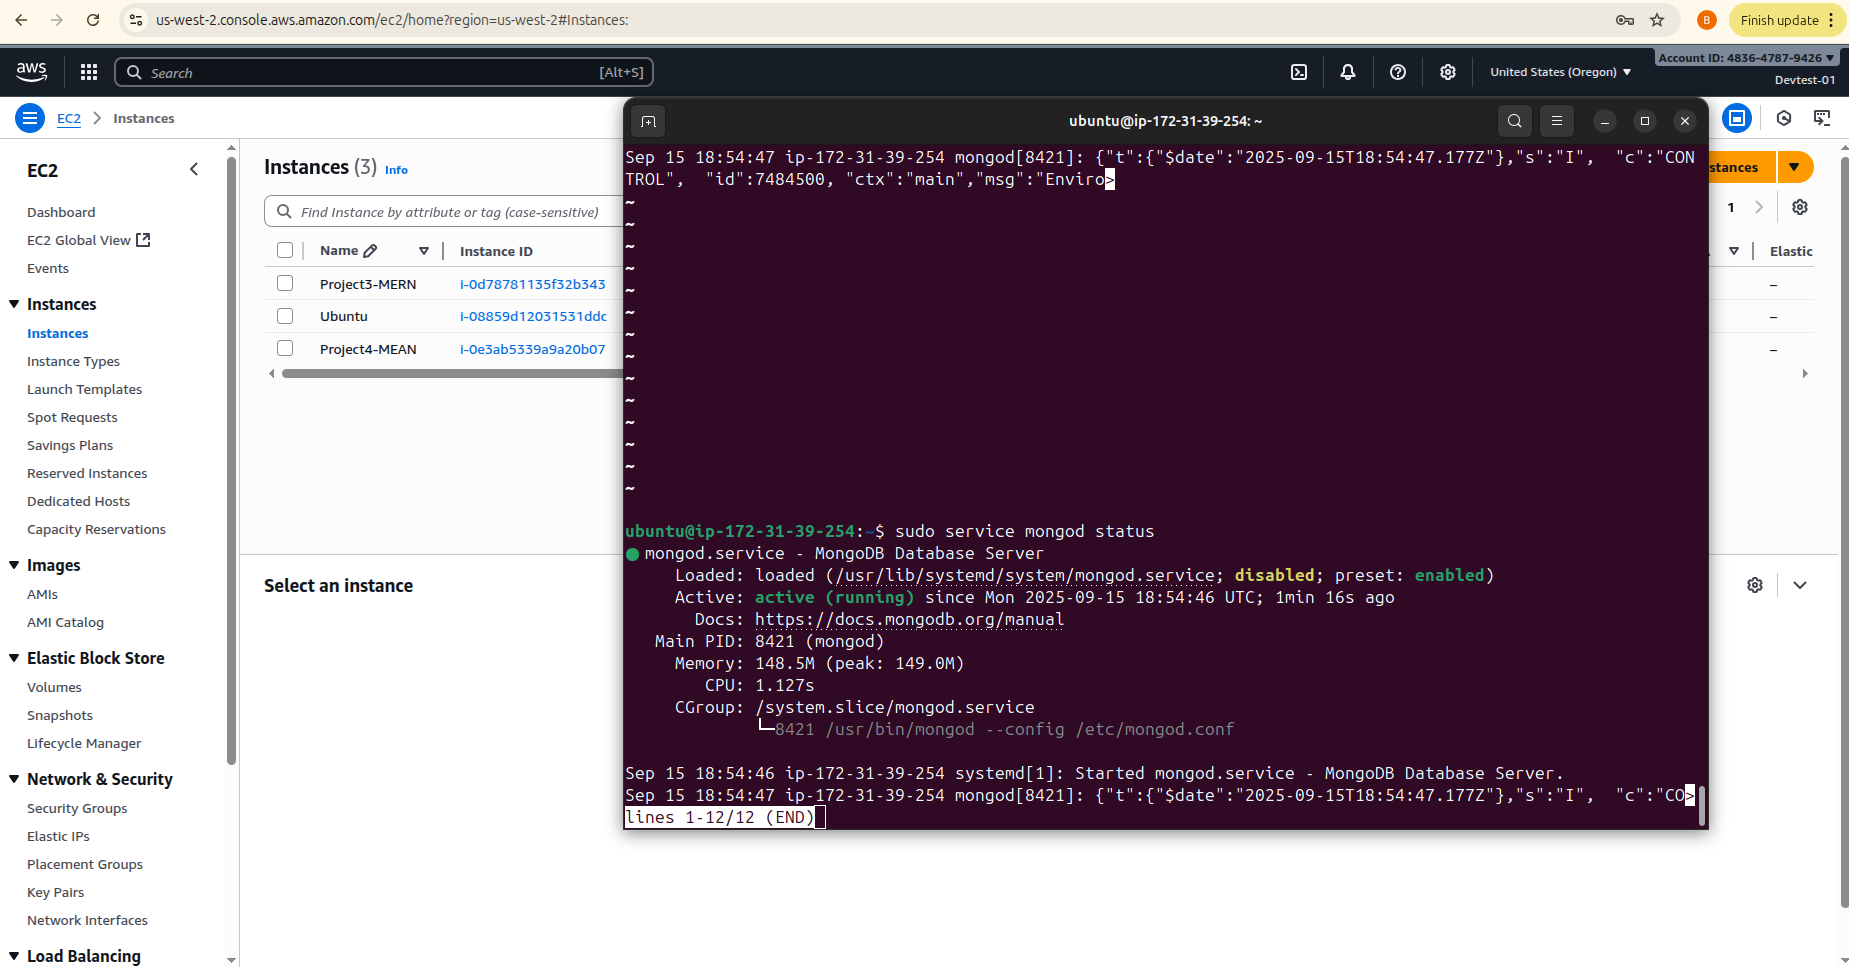 us-west-2.console.aws.amazon.com/ec2/home?region=us-west-2#Instances:
B
Finish update
aws
Search
[Alt+S]
United States (Oregon)
Account ID: 4836-4787-9426
Devtest-01
EC2
Instances
EC2
Dashboard
EC2 Global View
Events
Instances
Instances
Instance Types
Launch Templates
Spot Requests
Savings Plans
Reserved Instances
Dedicated Hosts
Capacity Reservations
Images
AMIs
AMI Catalog
Elastic Block Store
Volumes
Snapshots
Lifecycle Manager
Network & Security
Security Groups
Elastic IPs
Placement Groups
Key Pairs
Network Interfaces
Load Balancing
Instances (3) Info
Find Instance by attribute or tag (case-sensitive)
Name
Instance ID
Project3-MERN i-0d78781135f32b343
Ubuntu i-08859d12031531ddc
Project4-MEAN i-0e3ab5339a9a20b07
Select an instance
stances
1
Elastic
–
–
–
ubuntu@ip-172-31-39-254: ~
Sep 15 18:54:47 ip-172-31-39-254 mongod[8421]: {"t":{"$date":"2025-09-15T18:54:47.177Z"},"s":"I",  "c":"CON
TROL",  "id":7484500, "ctx":"main","msg":"Enviro>
~
~
~
~
~
~
~
~
~
~
~
~
~
~
ubuntu@ip-172-31-39-254:~$ sudo service mongod status
● mongod.service - MongoDB Database Server
Loaded: loaded (/usr/lib/systemd/system/mongod.service; disabled; preset: enabled)
Active: active (running) since Mon 2025-09-15 18:54:46 UTC; 1min 16s ago
Docs: https://docs.mongodb.org/manual
Main PID: 8421 (mongod)
Memory: 148.5M (peak: 149.0M)
CPU: 1.127s
CGroup: /system.slice/mongod.service
└─8421 /usr/bin/mongod --config /etc/mongod.conf
Sep 15 18:54:46 ip-172-31-39-254 systemd[1]: Started mongod.service - MongoDB Database Server.
Sep 15 18:54:47 ip-172-31-39-254 mongod[8421]: {"t":{"$date":"2025-09-15T18:54:47.177Z"},"s":"I",  "c":"CO>
lines 1-12/12 (END)